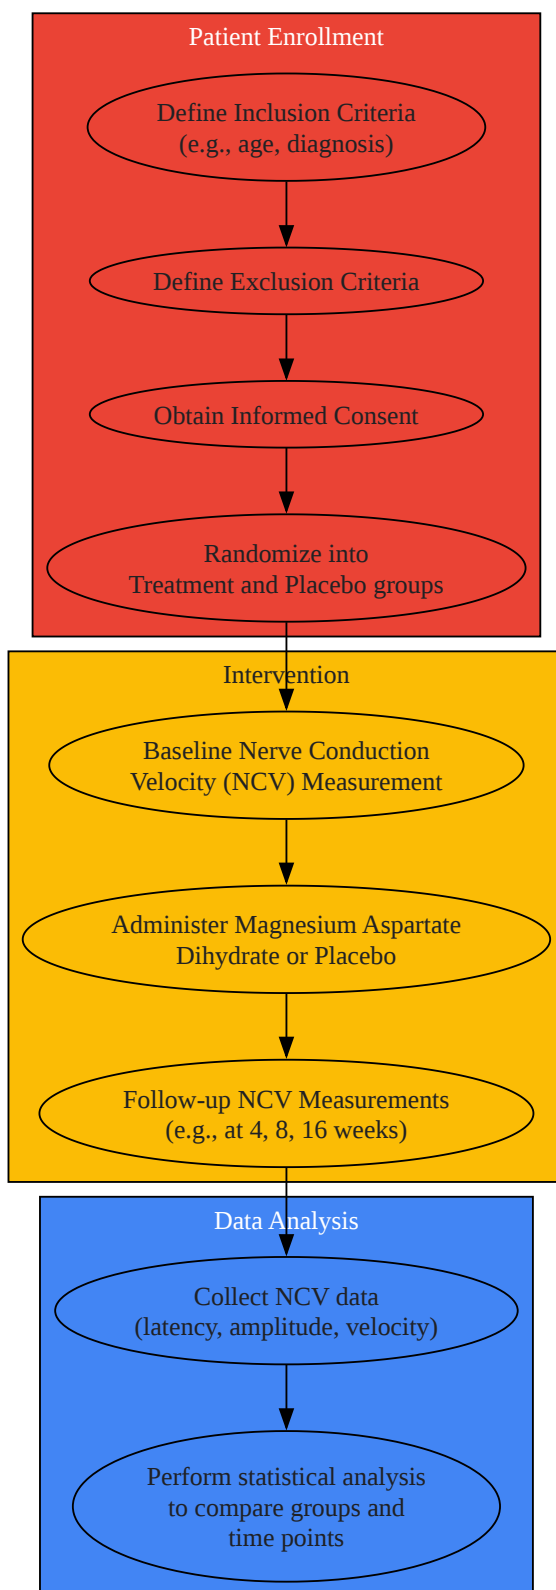 Patient Enrollment
Define Inclusion Criteria
(e.g., age, diagnosis)
Define Exclusion Criteria
Obtain Informed Consent
Randomize into
Treatment and Placebo groups
Intervention
Baseline Nerve Conduction
Velocity (NCV) Measurement
Administer Magnesium Aspartate
Dihydrate or Placebo
Follow-up NCV Measurements
(e.g., at 4, 8, 16 weeks)
Data Analysis
Collect NCV data
(latency, amplitude, velocity)
Perform statistical analysis
to compare groups and
time points